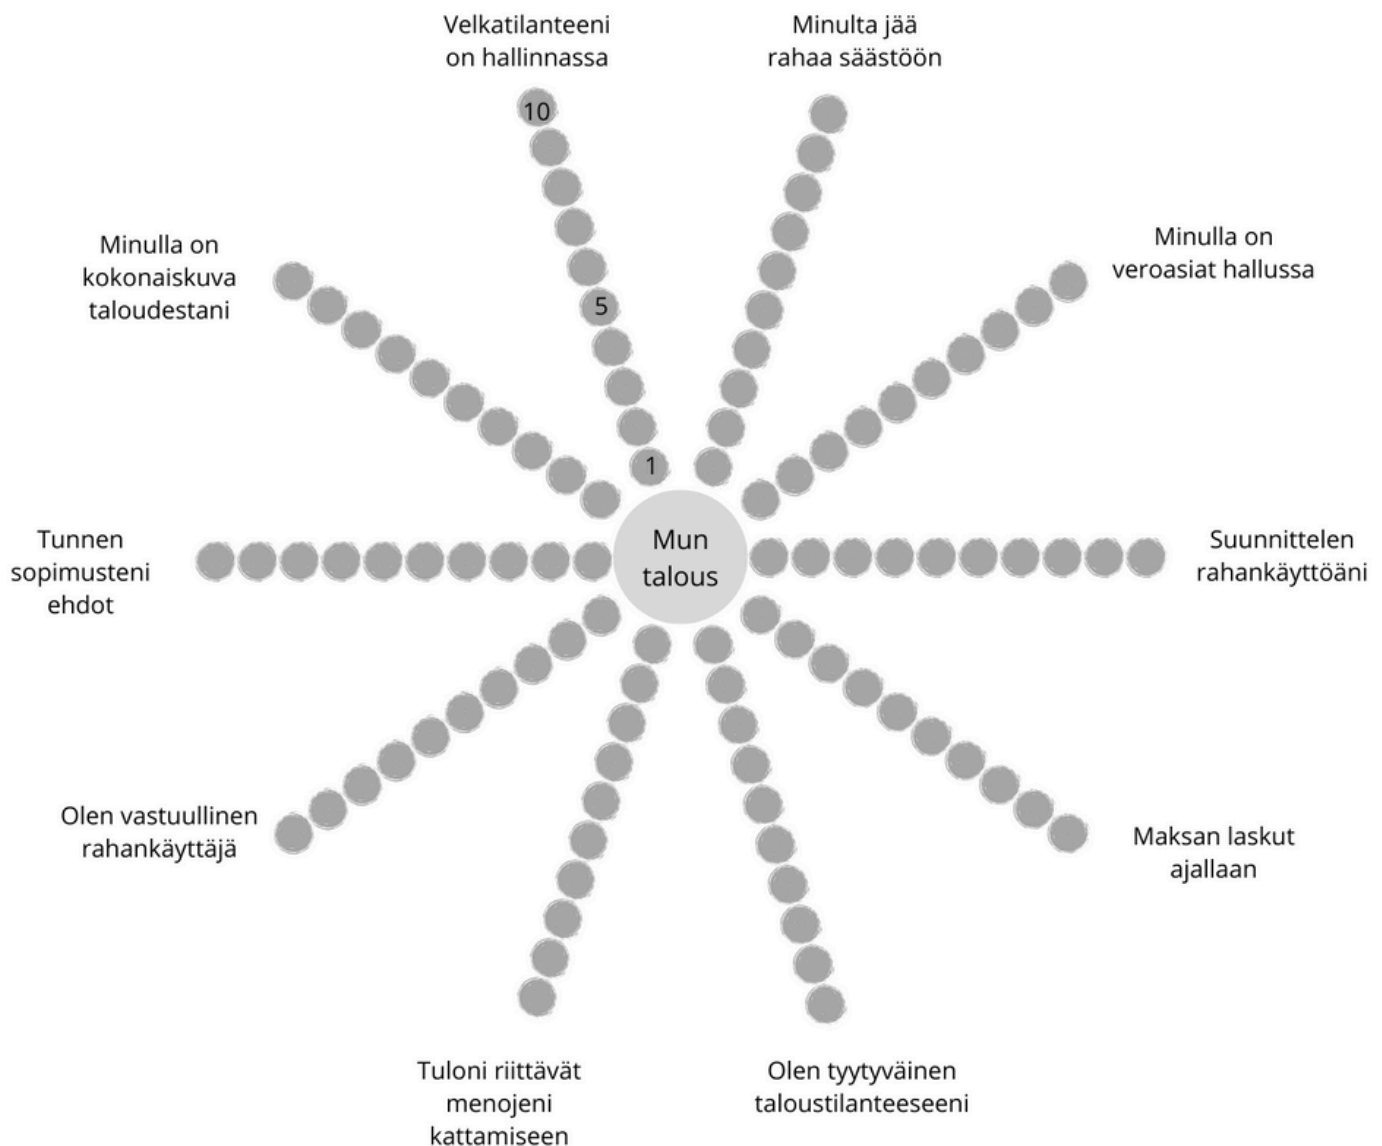 Velkatilanteeni
on hallinnassa
Minulta jää
rahaa säästöön
10
Minulla on
kokonaiskuva
taloudestani
Minulla on
veroasiat hallussa
5
1
Tunnen
sopimusteni
ehdot
Mun
talous
Suunnittelen
rahankäyttöäni
Olen vastuullinen
rahankäyttäjä
Maksan laskut
ajallaan
Tuloni riittävät
menojeni
kattamiseen
Olen tyytyväinen
taloustilanteeseeni